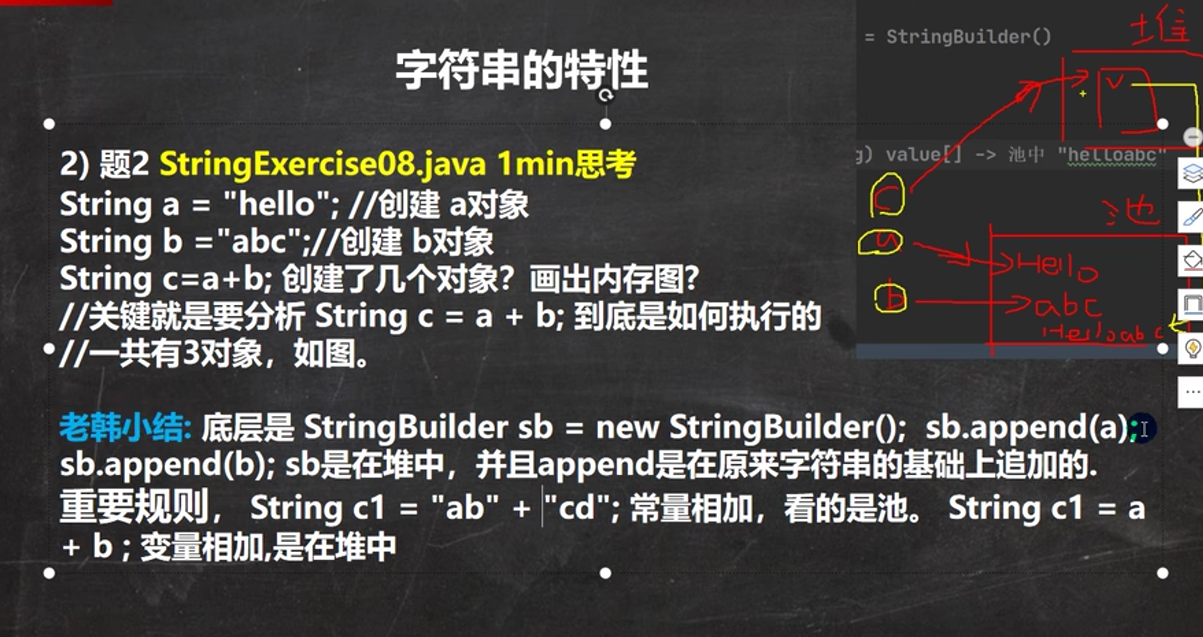 字符串的特性
2) 题2 StringExercise08.java 1min思考
String a = "hello"; //创建 a对象
String b ="abc";//创建 b对象
String c=a+b; 创建了几个对象？画出内存图?
//关键就是要分析 String c = a + b; 到底是如何执行的
//一共有3对象，如图。
老韩小结: 底层是 StringBuilder sb = new StringBuilder();  sb.append(a);
sb.append(b); sb是在堆中，并且append是在原来字符串的基础上追加的.
重要规则， String c1 = "ab" + "cd"; 常量相加，看的是池。 String c1 = a
+ b ; 变量相加,是在堆中
= StringBuilder()
堆
v
g) value[] -> 池中 "helloabc"
c
池
a
Hello
b
abc
Helloabc